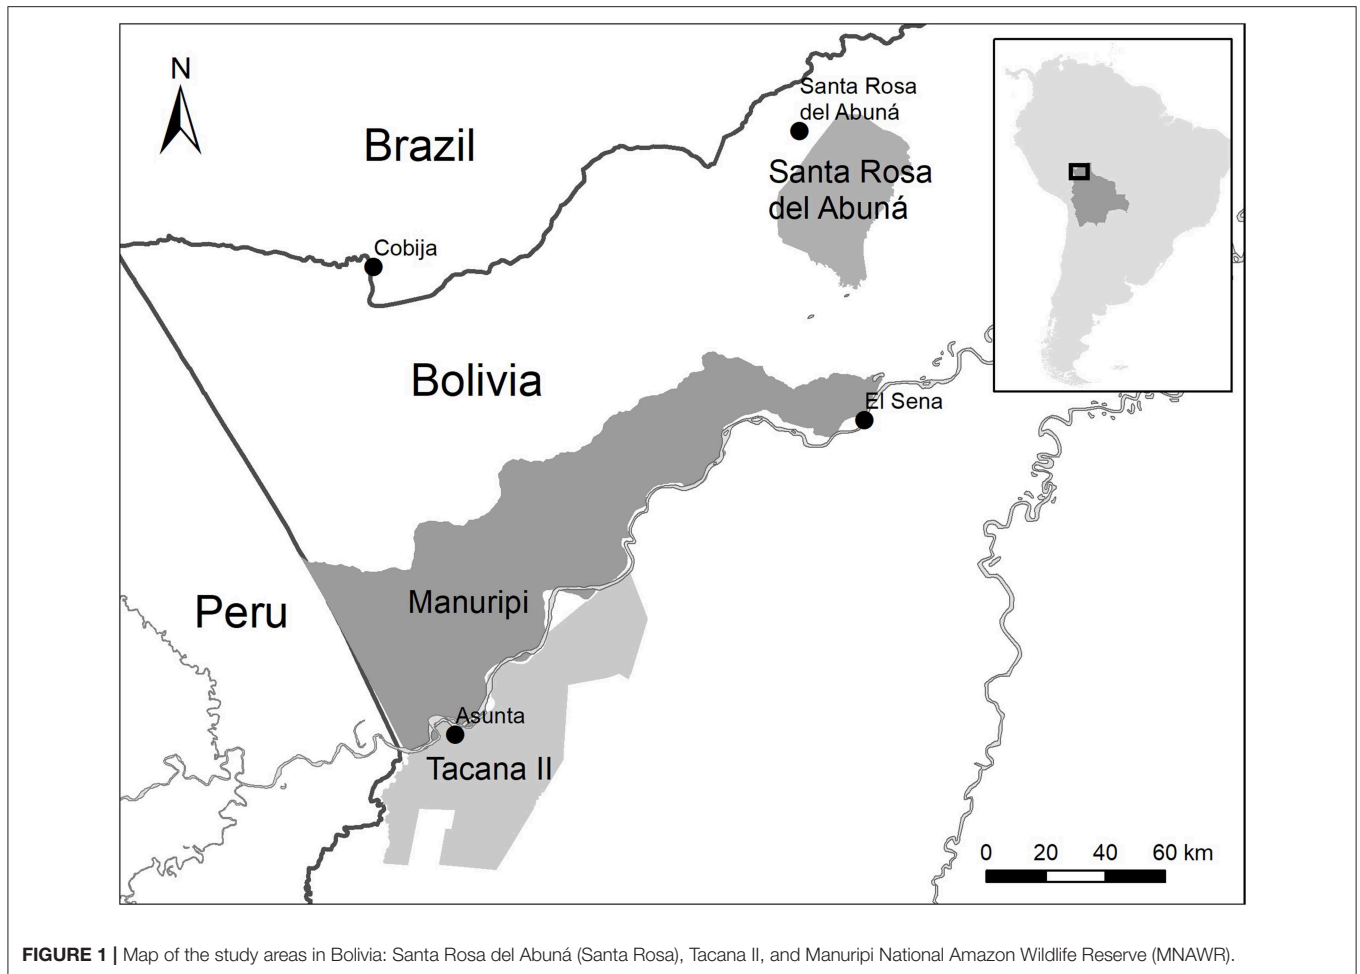 N
Brazil
Santa Rosa
del Abuná
Santa Rosa
del Abuná
Cobija
Bolivia
El Sena
Manuripi
Peru
Asunta
Tacana II
0 20 40 60 km
FIGURE 1 | Map of the study areas in Bolivia: Santa Rosa del Abuná (Santa Rosa), Tacana II, and Manuripi National Amazon Wildlife Reserve (MNAWR).